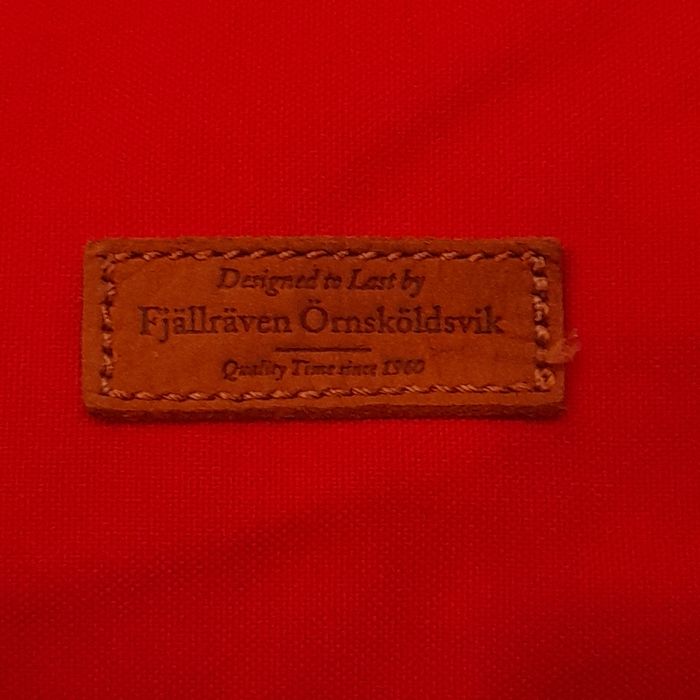 Designed to Last by
Fjällräven Örnsköldsvik
Quality Time since 1960